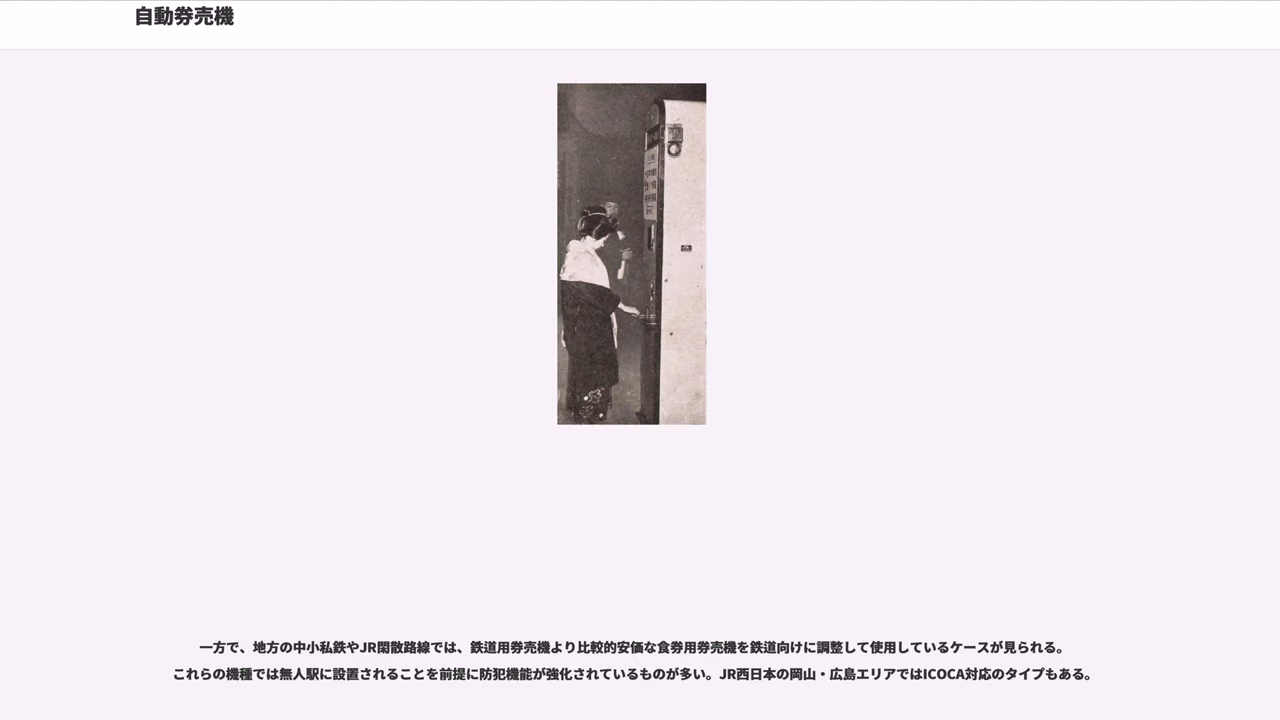 自動券売機
一方で、地方の中小私鉄やJR閑散路線では、鉄道用券売機より比較的安価な食券用券売機を鉄道向けに調整して使用しているケースが見られる。
これらの機種では無人駅に設置されることを前提に防犯機能が強化されているものが多い。JR西日本の岡山・広島エリアではICOCA対応のタイプもある。